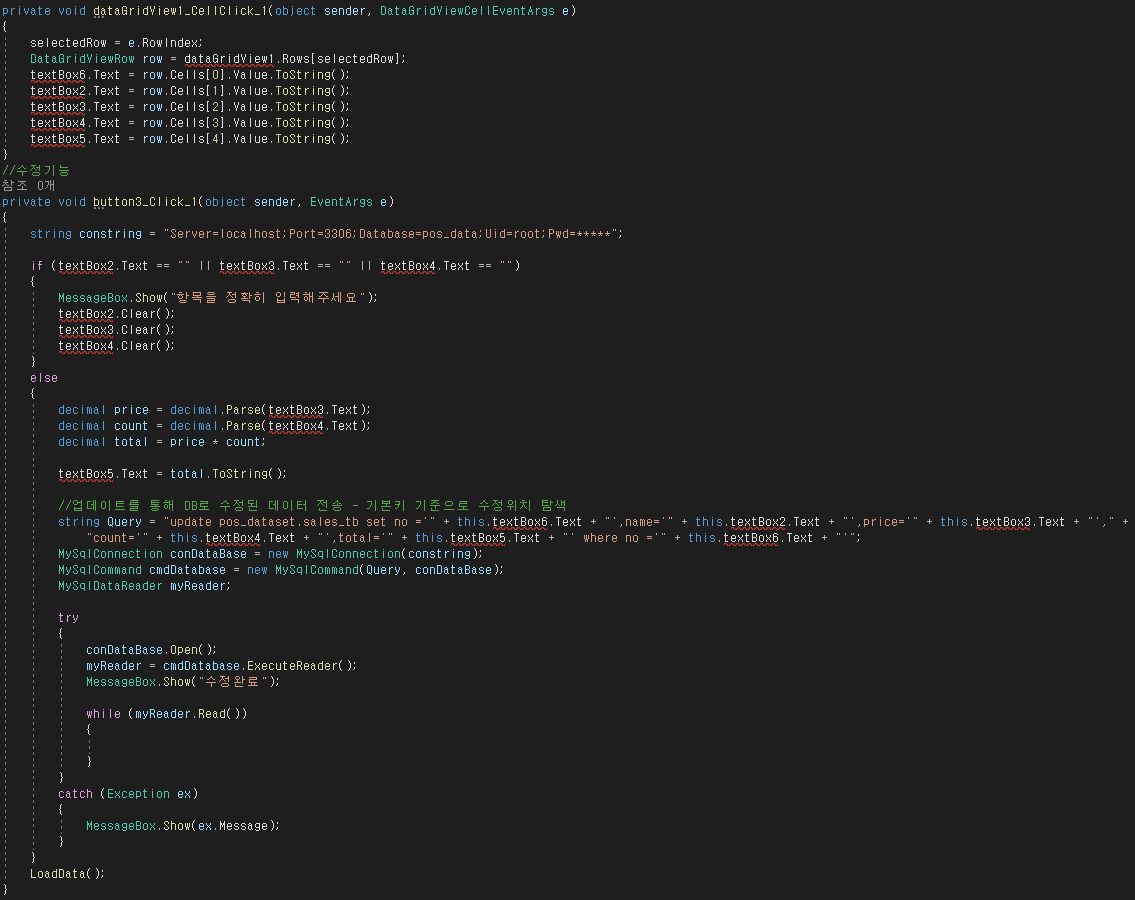 private void dataGridView1_CellClick_1(object sender, DataGridViewCellEventArgs e)
{
    selectedRow = e.RowIndex;
    DataGridViewRow row = dataGridView1.Rows[selectedRow];
    textBox6.Text = row.Cells[0].Value.ToString();
    textBox2.Text = row.Cells[1].Value.ToString();
    textBox3.Text = row.Cells[2].Value.ToString();
    textBox4.Text = row.Cells[3].Value.ToString();
    textBox5.Text = row.Cells[4].Value.ToString();
}
//수정기능
참조 0개
private void button3_Click_1(object sender, EventArgs e)
{
    string constring = "Server=localhost;Port=3306;Database=pos_data;Uid=root;Pwd=*****";

    if (textBox2.Text == "" || textBox3.Text == "" || textBox4.Text == "")
    {
        MessageBox.Show("항목을 정확히 입력해주세요");
        textBox2.Clear();
        textBox3.Clear();
        textBox4.Clear();
    }
    else
    {
        decimal price = decimal.Parse(textBox3.Text);
        decimal count = decimal.Parse(textBox4.Text);
        decimal total = price * count;

        textBox5.Text = total.ToString();

        //업데이트를 통해 DB로 수정된 데이터 전송 - 기본키 기준으로 수정위치 탐색
        string Query = "update pos_dataset.sales_tb set no ='" + this.textBox6.Text + "',name='" + this.textBox2.Text + "',price='" + this.textBox3.Text + "'," +
            "count='" + this.textBox4.Text + "',total='" + this.textBox5.Text + "' where no ='" + this.textBox6.Text + "'";
        MySqlConnection conDataBase = new MySqlConnection(constring);
        MySqlCommand cmdDatabase = new MySqlCommand(Query, conDataBase);
        MySqlDataReader myReader;

        try
        {
            conDataBase.Open();
            myReader = cmdDatabase.ExecuteReader();
            MessageBox.Show("수정완료");

            while (myReader.Read())
            {

            }
        }
        catch (Exception ex)
        {
            MessageBox.Show(ex.Message);
        }
    }
    LoadData();
}